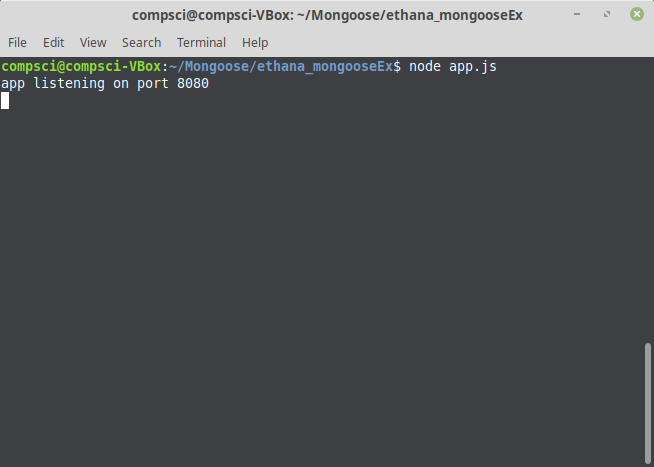 compsci@compsci-VBox: ~/Mongoose/ethana_mongooseEx
File Edit View Search Terminal Help
compsci@compsci-VBox:~/Mongoose/ethana_mongooseEx$ node app.js
app listening on port 8080